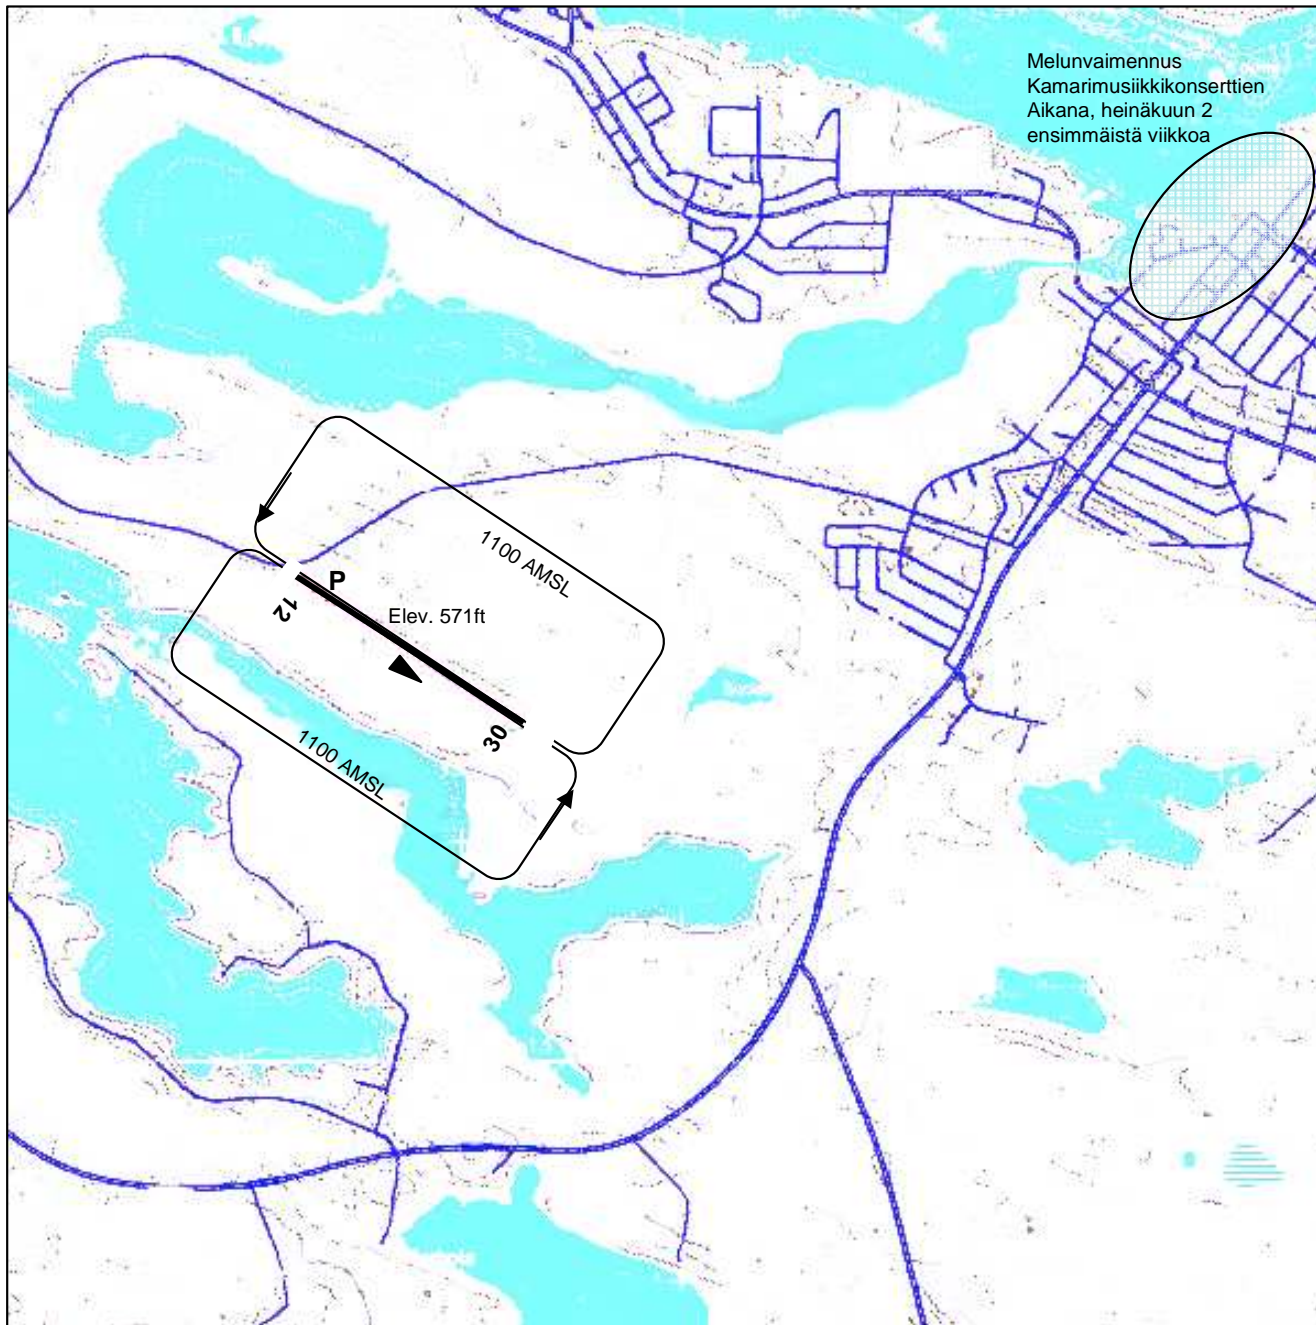 Melunvaimennus
Kamarimusiikkikonserttien
Aikana, heinäkuun 2
ensimmäistä viikkoa
1100 AMSL
P
12
Elev. 571ft
30
1100 AMSL